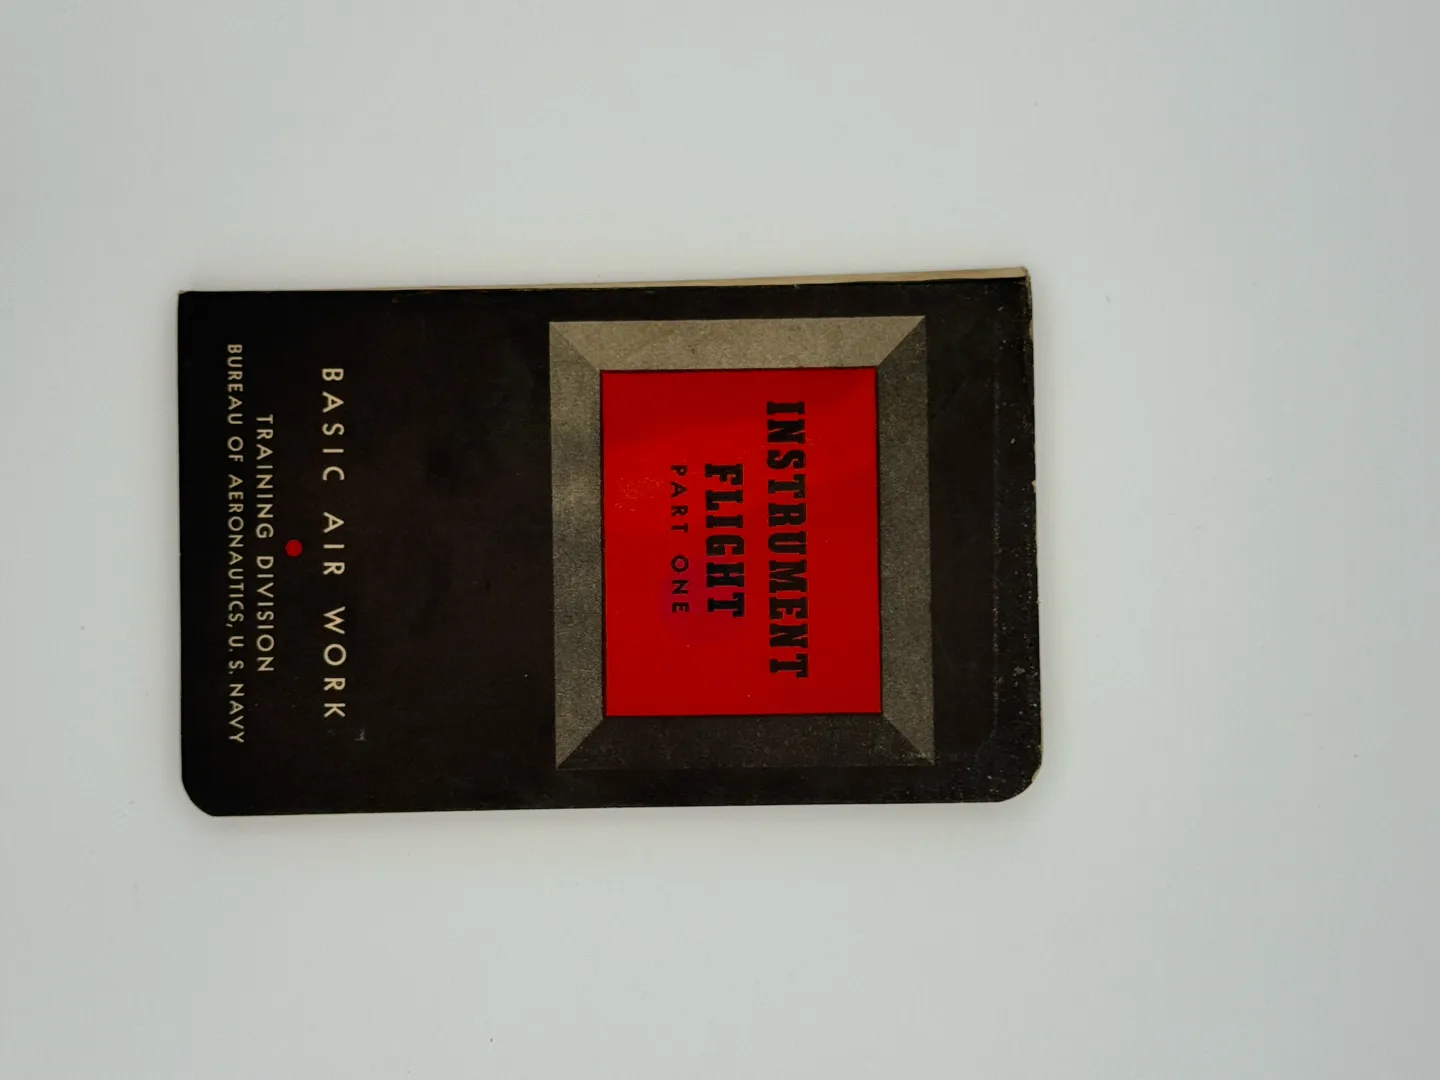 INSTRUMENT
FLIGHT
PART ONE
BASIC AIR WORK
TRAINING DIVISION
BUREAU OF AERONAUTICS, U. S. NAVY